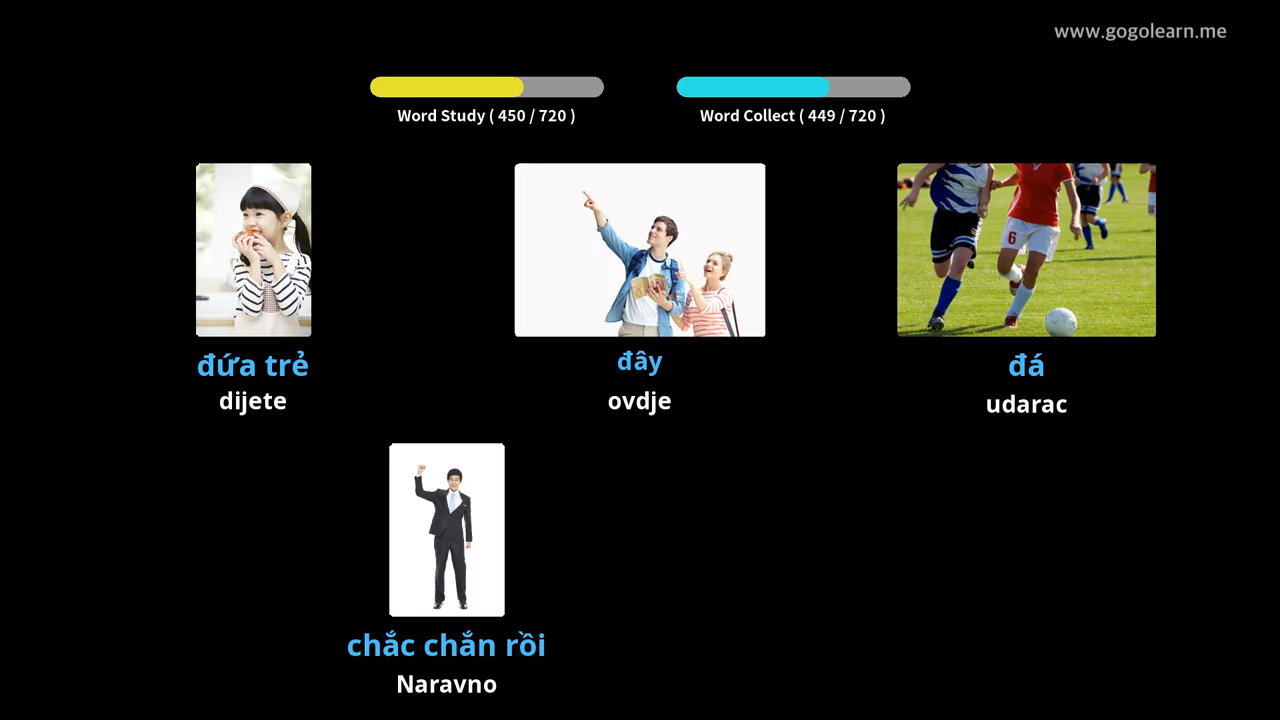 www.gogolearn.me
Word Study ( 450 / 720 )
Word Collect ( 449 / 720 )
đứa trẻ
dijete
đây
ovdje
đá
udarac
6
chắc chắn rồi
Naravno